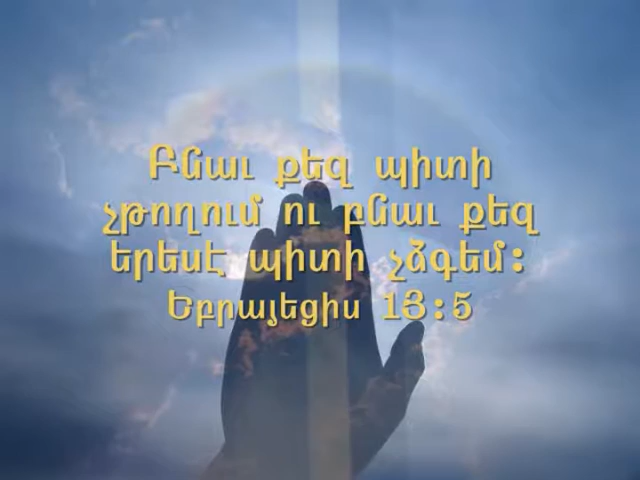 Բնաւ քեզ պիտի
չթողում ու բնաւ քեզ
երեսէ պիտի չձգեմ:
Եբրայեցիս 13:5